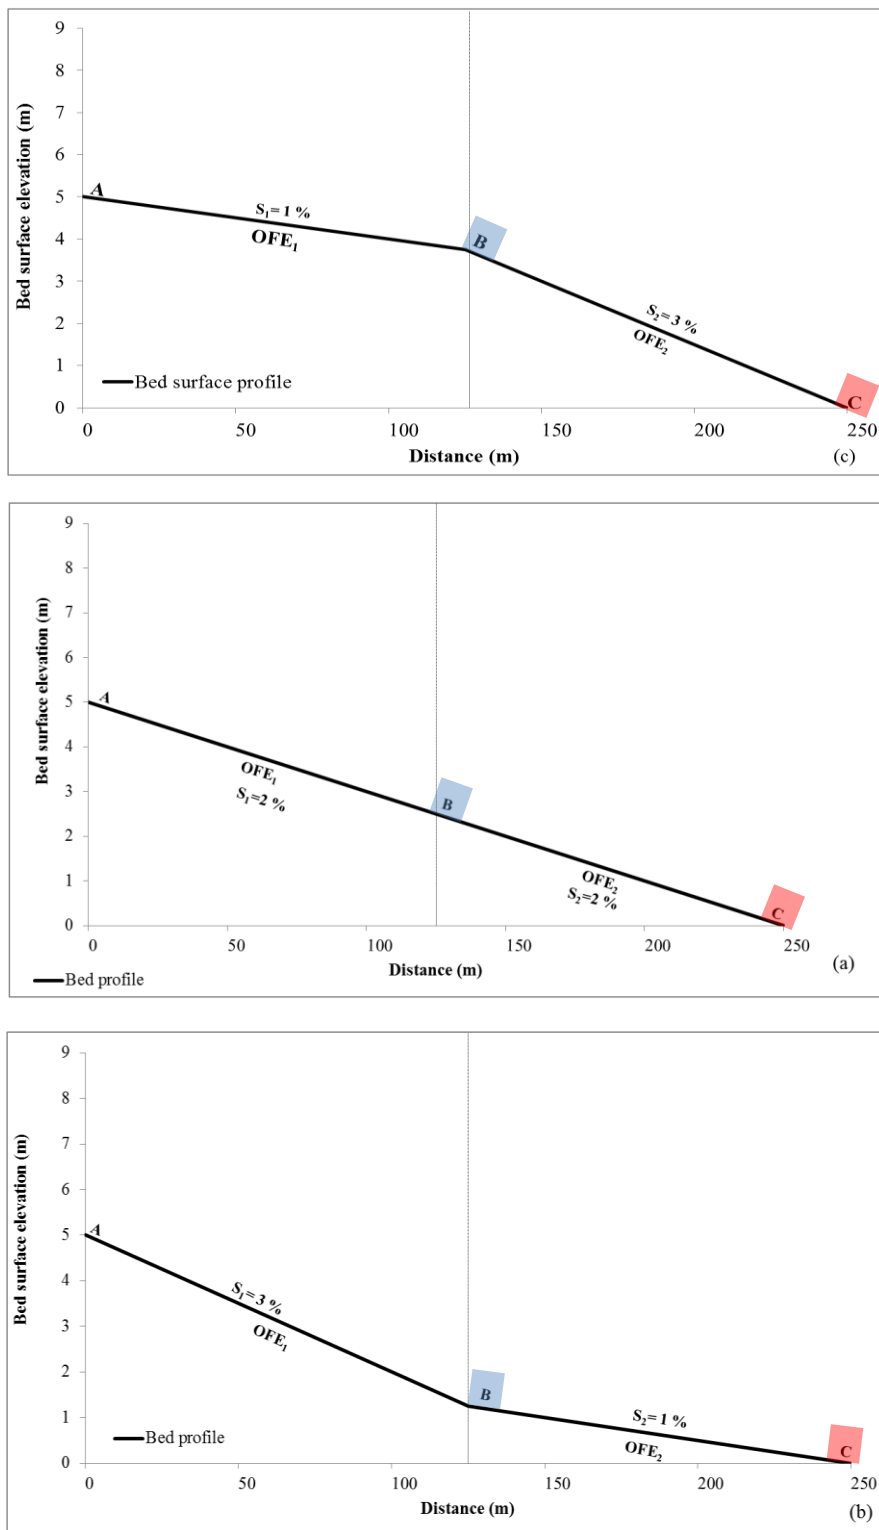 9
8
7
6
5
4
3
2
1
0
Bed surface elevation (m)
A
S₁= 1 %
OFE₁
B
S₂= 3 %
OFE₂
C
Bed surface profile
0 50 100 150 200 250
Distance (m)
(c)
9
8
7
6
5
4
3
2
1
0
Bed surface elevation (m)
A
OFE₁
S₁=2 %
B
OFE₂
S₂=2 %
C
0 50 100 150 200 250
Distance (m)
(a)
Bed profile
9
8
7
6
5
4
3
2
1
0
Bed surface elevation (m)
A
S₁= 3 %
OFE₁
B
S₂= 1 %
OFE₂
C
Bed profile
0 50 100 150 200 250
Distance (m)
(b)